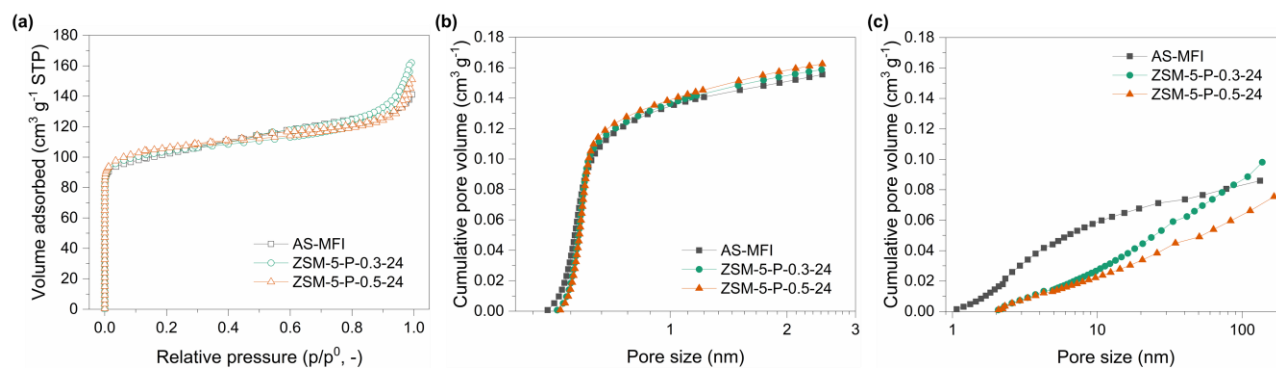 (a)
Volume adsorbed (cm³ g⁻¹ STP)
180
160
140
120
100
80
60
40
20
0
0.0 0.2 0.4 0.6 0.8 1.0
Relative pressure (p/p⁰, -)
AS-MFI
ZSM-5-P-0.3-24
ZSM-5-P-0.5-24
(b)
Cumulative pore volume (cm³ g⁻¹)
0.18
0.16
0.14
0.12
0.10
0.08
0.06
0.04
0.02
0.00
1 2 3
Pore size (nm)
AS-MFI
ZSM-5-P-0.3-24
ZSM-5-P-0.5-24
(c)
Cumulative pore volume (cm³ g⁻¹)
0.18
0.16
0.14
0.12
0.10
0.08
0.06
0.04
0.02
0.00
1 10 100
Pore size (nm)
AS-MFI
ZSM-5-P-0.3-24
ZSM-5-P-0.5-24